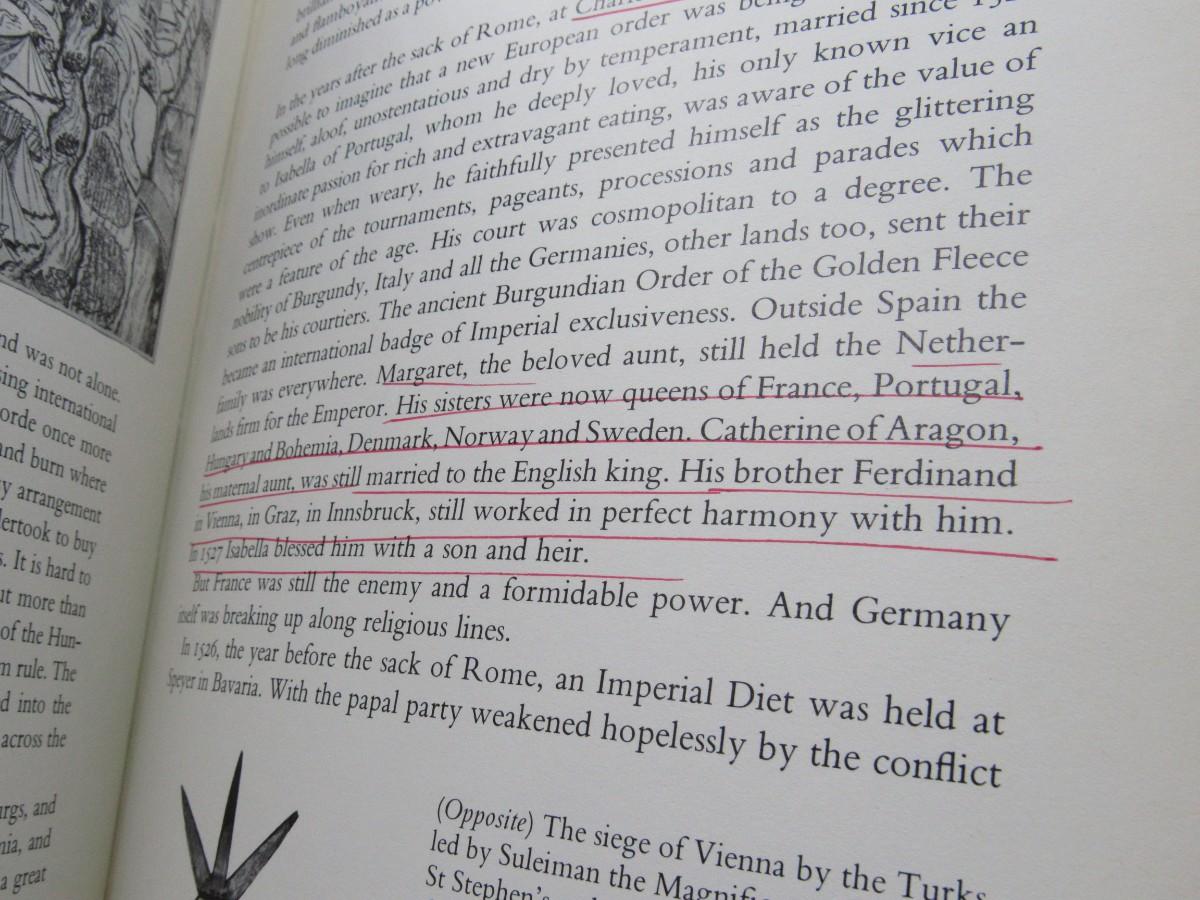 and was not alone.
international
orde once more
and burn where
arrangement
dertook to buy
It is hard to
more than
of the Hun-
rule. The
into the
across the
and
and
a great
long diminished as a
In the years after the sack of Rome, at
possible to imagine that a new European order was being
himself, aloof, unostentatious and dry by temperament, married since
to Isabella of Portugal, whom he deeply loved, his only known vice an
inordinate passion for rich and extravagant eating, was aware of the value of
show. Even when weary, he faithfully presented himself as the glittering
centrepiece of the tournaments, pageants, processions and parades which
were a feature of the age. His court was cosmopolitan to a degree. The
nobility of Burgundy, Italy and all the Germanies, other lands too, sent their
sons to be his courtiers. The ancient Burgundian Order of the Golden Fleece
became an international badge of Imperial exclusiveness. Outside Spain the
family was everywhere. Margaret, the beloved aunt, still held the Nether-
lands firm for the Emperor. His sisters were now queens of France, Portugal,
Hungary and Bohemia, Denmark, Norway and Sweden. Catherine of Aragon,
his maternal aunt, was still married to the English king. His brother Ferdinand
in Vienna, in Graz, in Innsbruck, still worked in perfect harmony with him.
In 1527 Isabella blessed him with a son and heir.
But France was still the enemy and a formidable power. And Germany
itself was breaking up along religious lines.
In 1526, the year before the sack of Rome, an Imperial Diet was held at
Speyer in Bavaria. With the papal party weakened hopelessly by the conflict
(Opposite) The siege of Vienna by the Turks
led by Suleiman the
St Stephen's